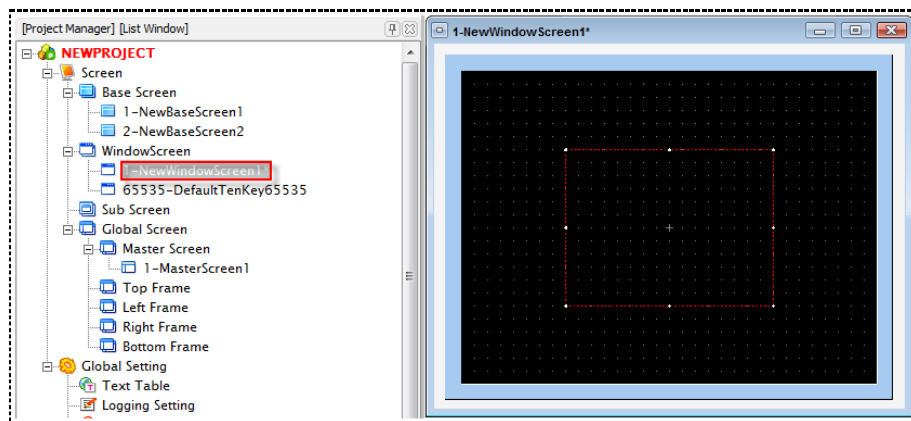 [Project Manager] [List Window]
NEWPROJECT
Screen
Base Screen
1-NewBaseScreen1
2-NewBaseScreen2
WindowScreen
1-NewWindowScreen1
65535-DefaultTenKey65535
Sub Screen
Global Screen
Master Screen
1-MasterScreen1
Top Frame
Left Frame
Right Frame
Bottom Frame
Global Setting
Text Table
Logging Setting
1-NewWindowScreen1*